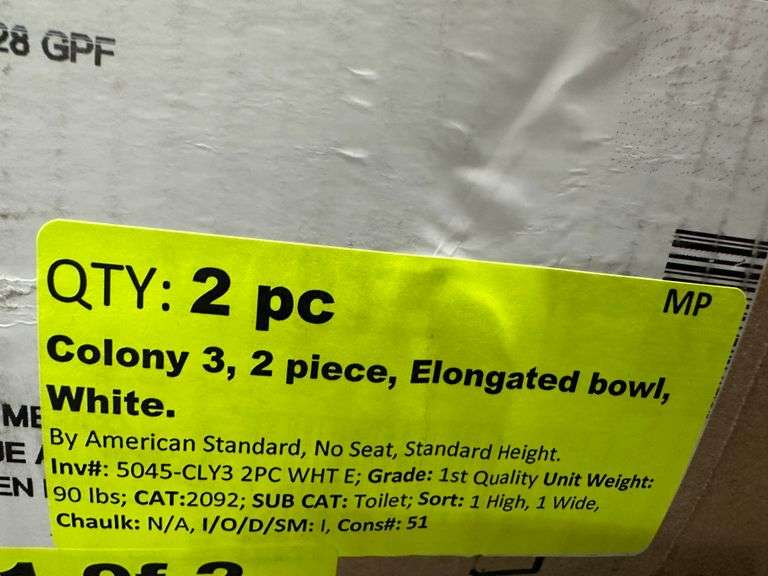 28 GPF
QTY: 2 pc
MP
Colony 3, 2 piece, Elongated bowl,
White.
By American Standard, No Seat, Standard Height.
Inv#: 5045-CLY3 2PC WHT E; Grade: 1st Quality Unit Weight:
90 lbs; CAT:2092; SUB CAT: Toilet; Sort: 1 High, 1 Wide,
Chaulk: N/A, I/O/D/SM: I, Cons#: 51